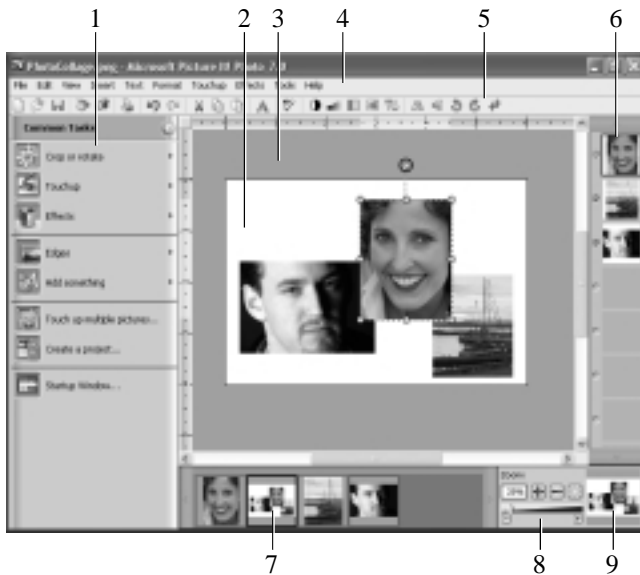 1
2
3
4
5
6
PhotoCollage.png - Microsoft Picture It! Photo 7.0
File Edit View Insert Text Format Touchup Effects Tools Help
Common Tasks
Crop or rotate
Touchup
Effects
Edges
Add something
Touch up multiple pictures...
Create a project...
Startup Window...
Zoom
7
8
9